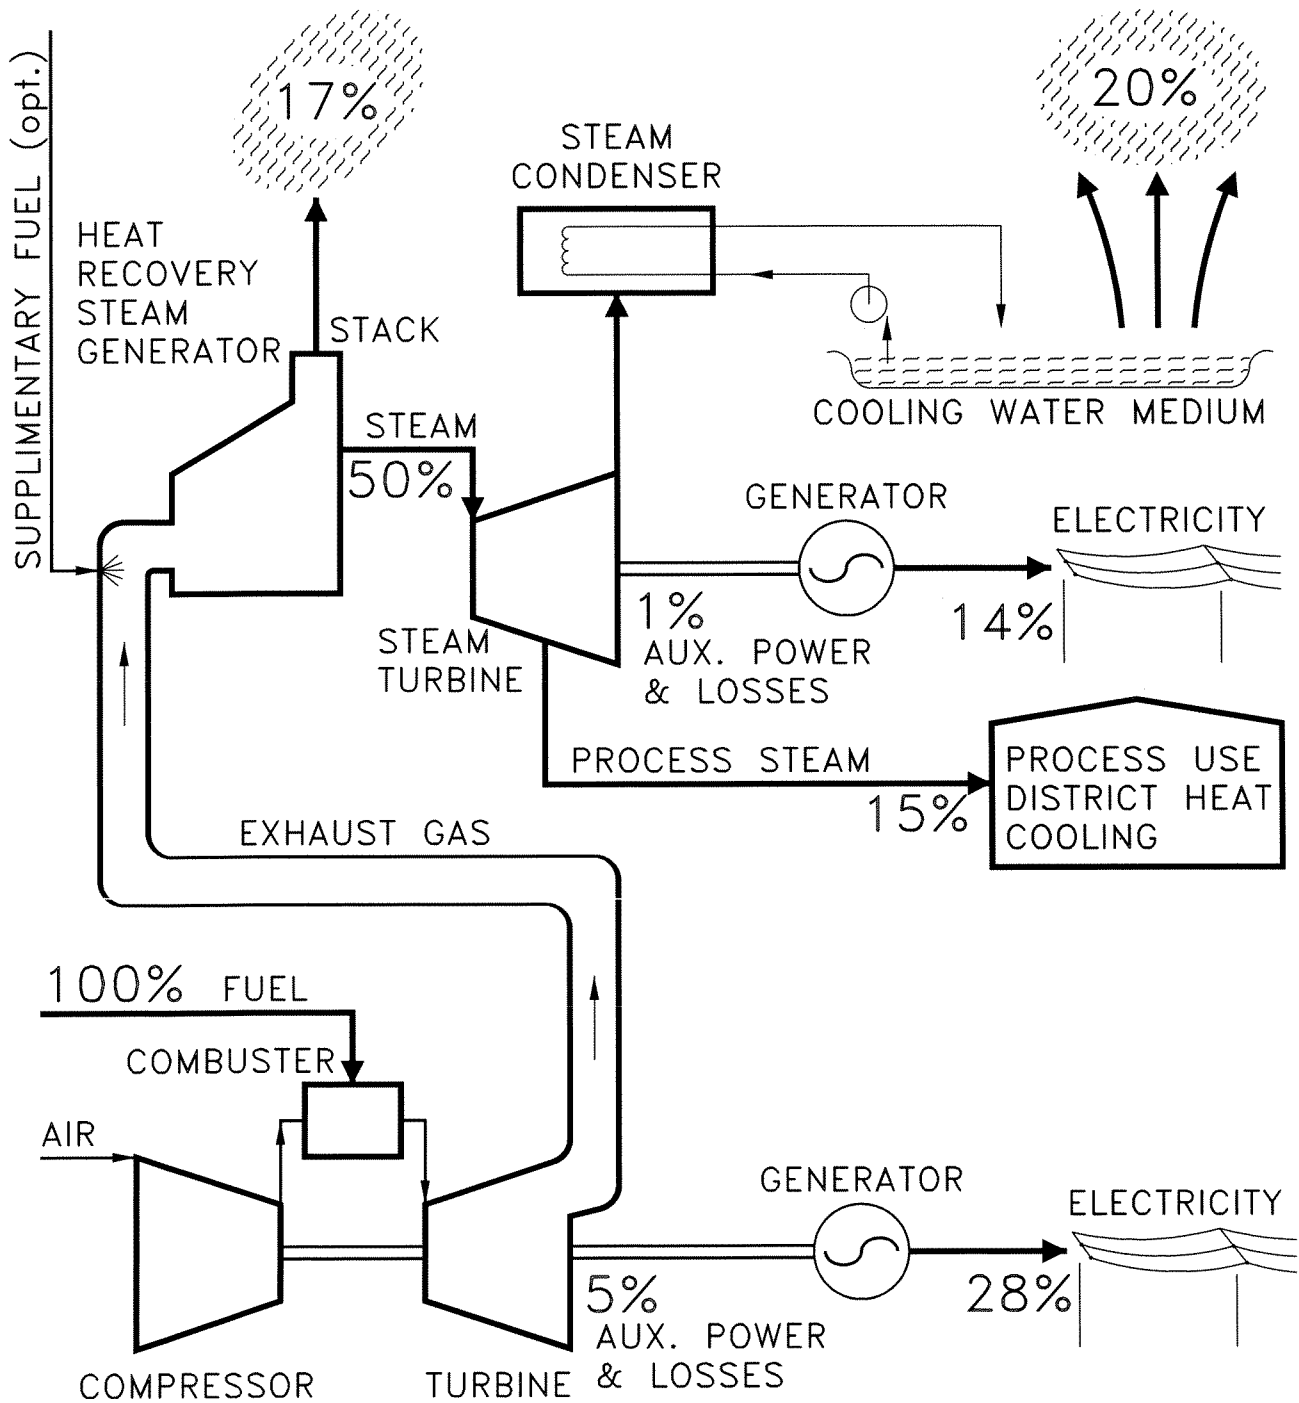 SUPPLIMENTARY FUEL (opt.)
17%
20%
STEAM
CONDENSER
HEAT
RECOVERY
STEAM
GENERATOR
STACK
COOLING WATER MEDIUM
STEAM
50%
GENERATOR
ELECTRICITY
1%
AUX. POWER
& LOSSES
14%
STEAM
TURBINE
PROCESS STEAM
15%
PROCESS USE
DISTRICT HEAT
COOLING
EXHAUST GAS
100% FUEL
COMBUSTER
AIR
GENERATOR
ELECTRICITY
28%
5%
AUX. POWER
& LOSSES
COMPRESSOR
TURBINE